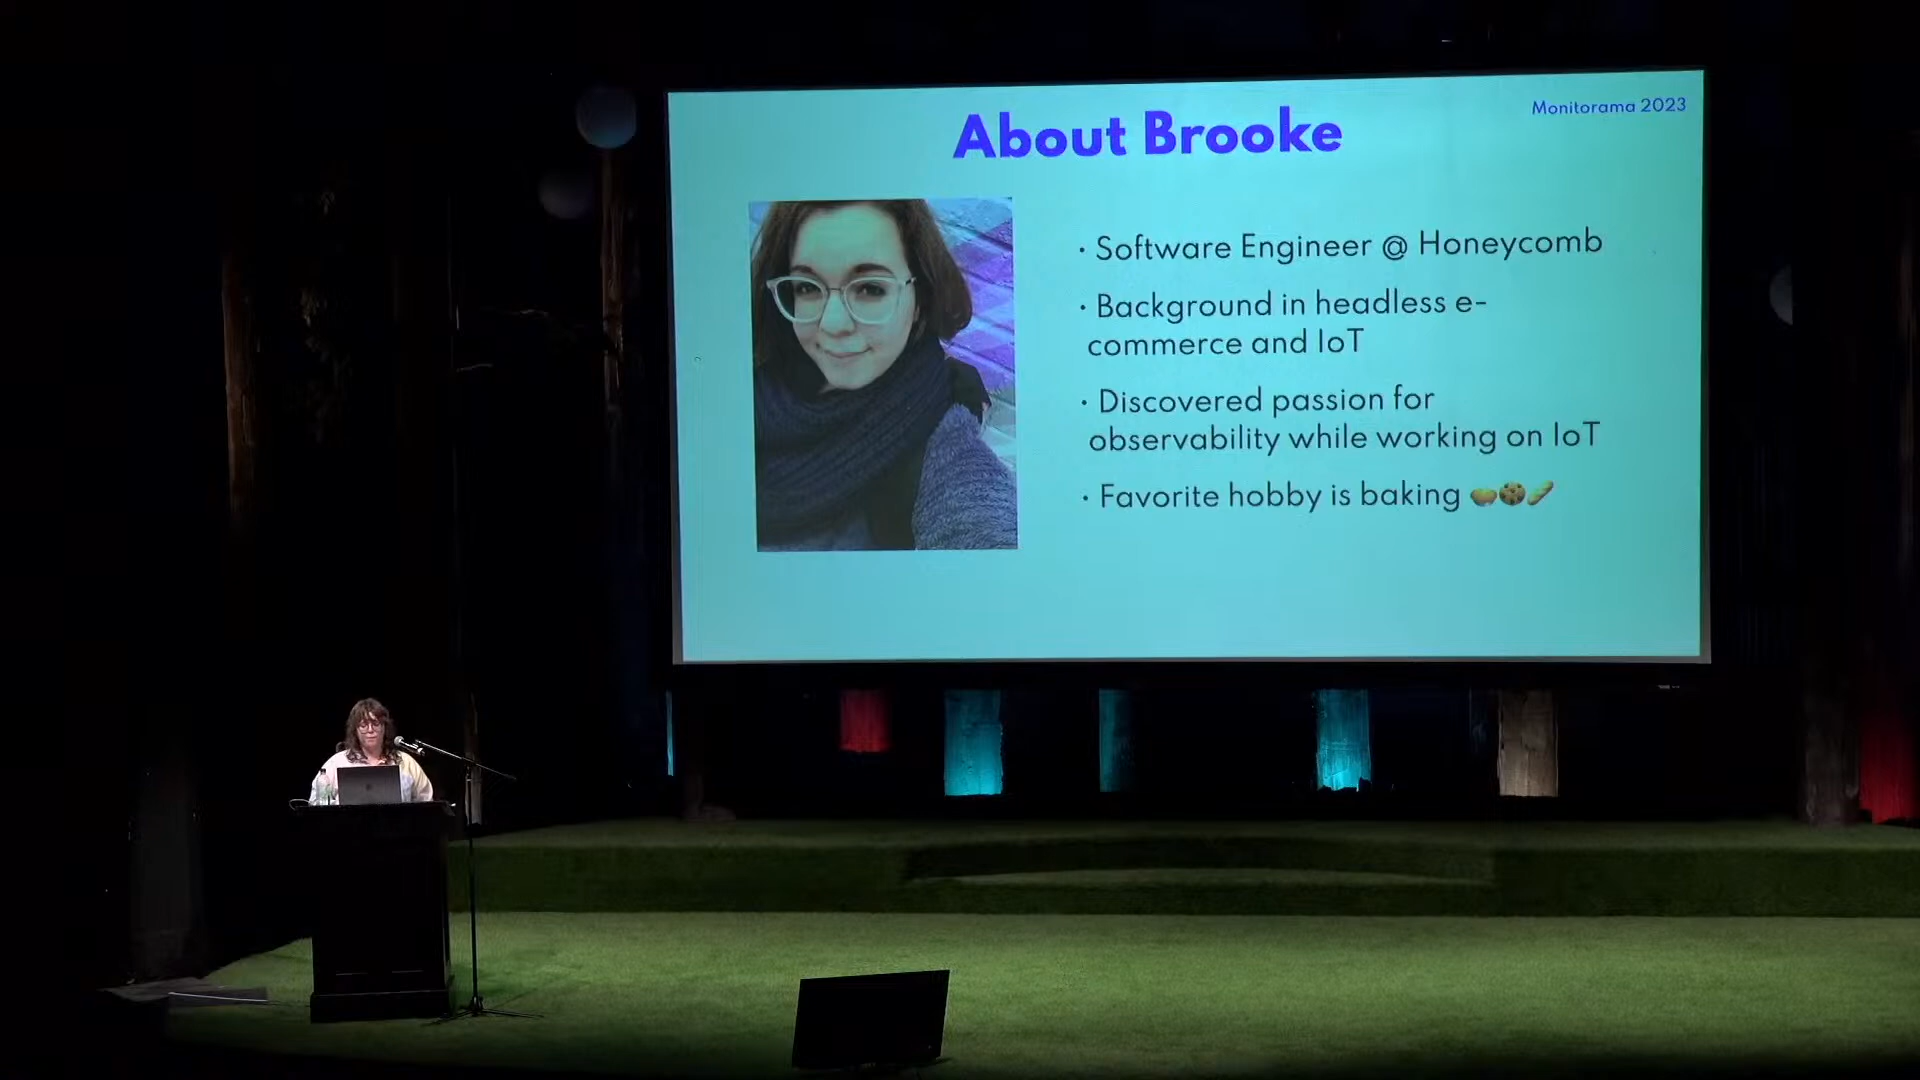 Monitorama 2023
About Brooke
· Software Engineer @ Honeycomb
· Background in headless e-
commerce and IoT
· Discovered passion for
observability while working on IoT
· Favorite hobby is baking 🥧🍪🥖